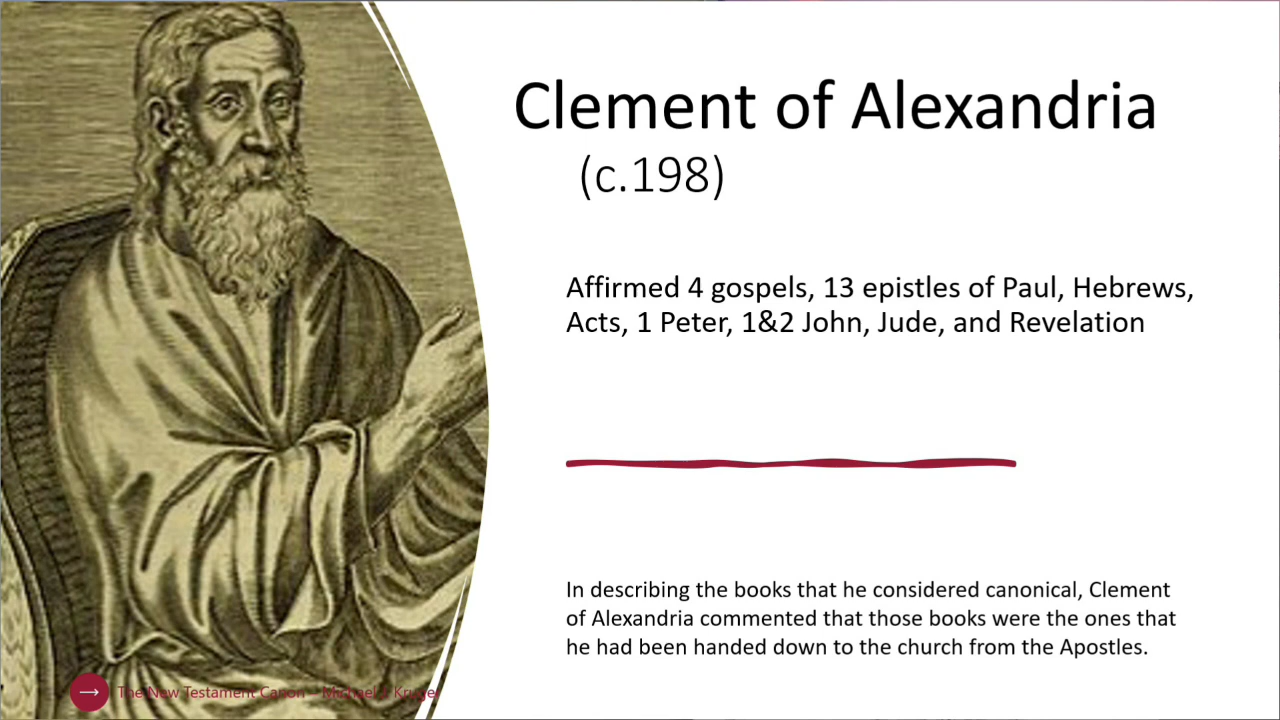 Clement of Alexandria
(c.198)
Affirmed 4 gospels, 13 epistles of Paul, Hebrews,
Acts, 1 Peter, 1&2 John, Jude, and Revelation
In describing the books that he considered canonical, Clement
of Alexandria commented that those books were the ones that
he had been handed down to the church from the Apostles.
The New Testament Canon – Michael J Kruger